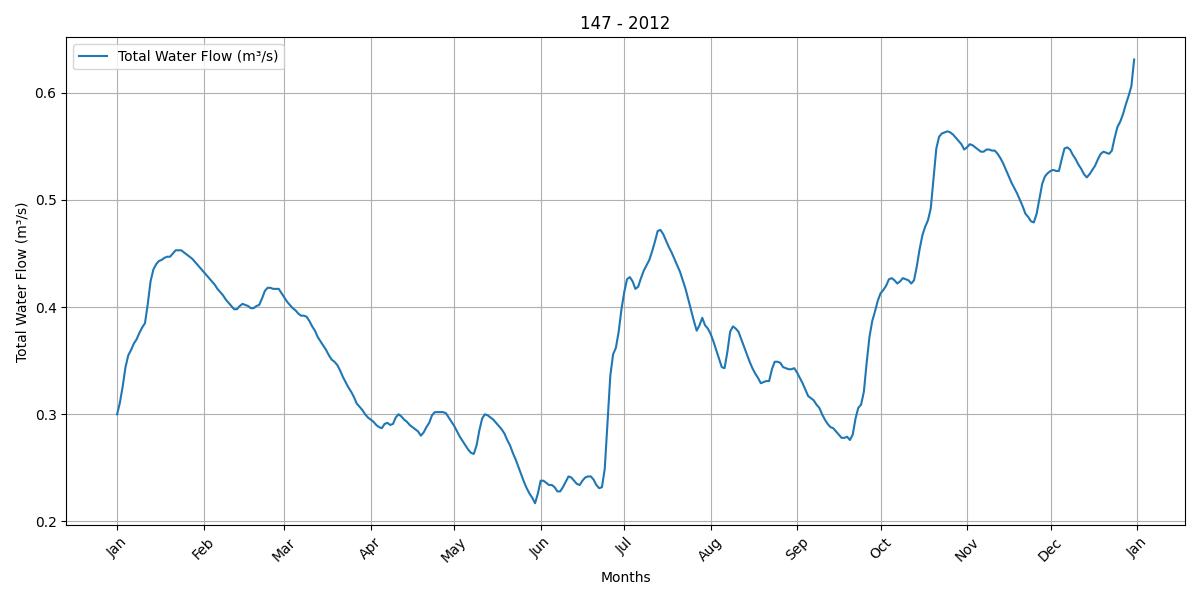 147 - 2012
Total Water Flow (m³/s)
Total Water Flow (m³/s)
0.6
0.5
0.4
0.3
0.2
Jan
Feb
Mar
Apr
May
Jun
Jul
Aug
Sep
Oct
Nov
Dec
Jan
Months